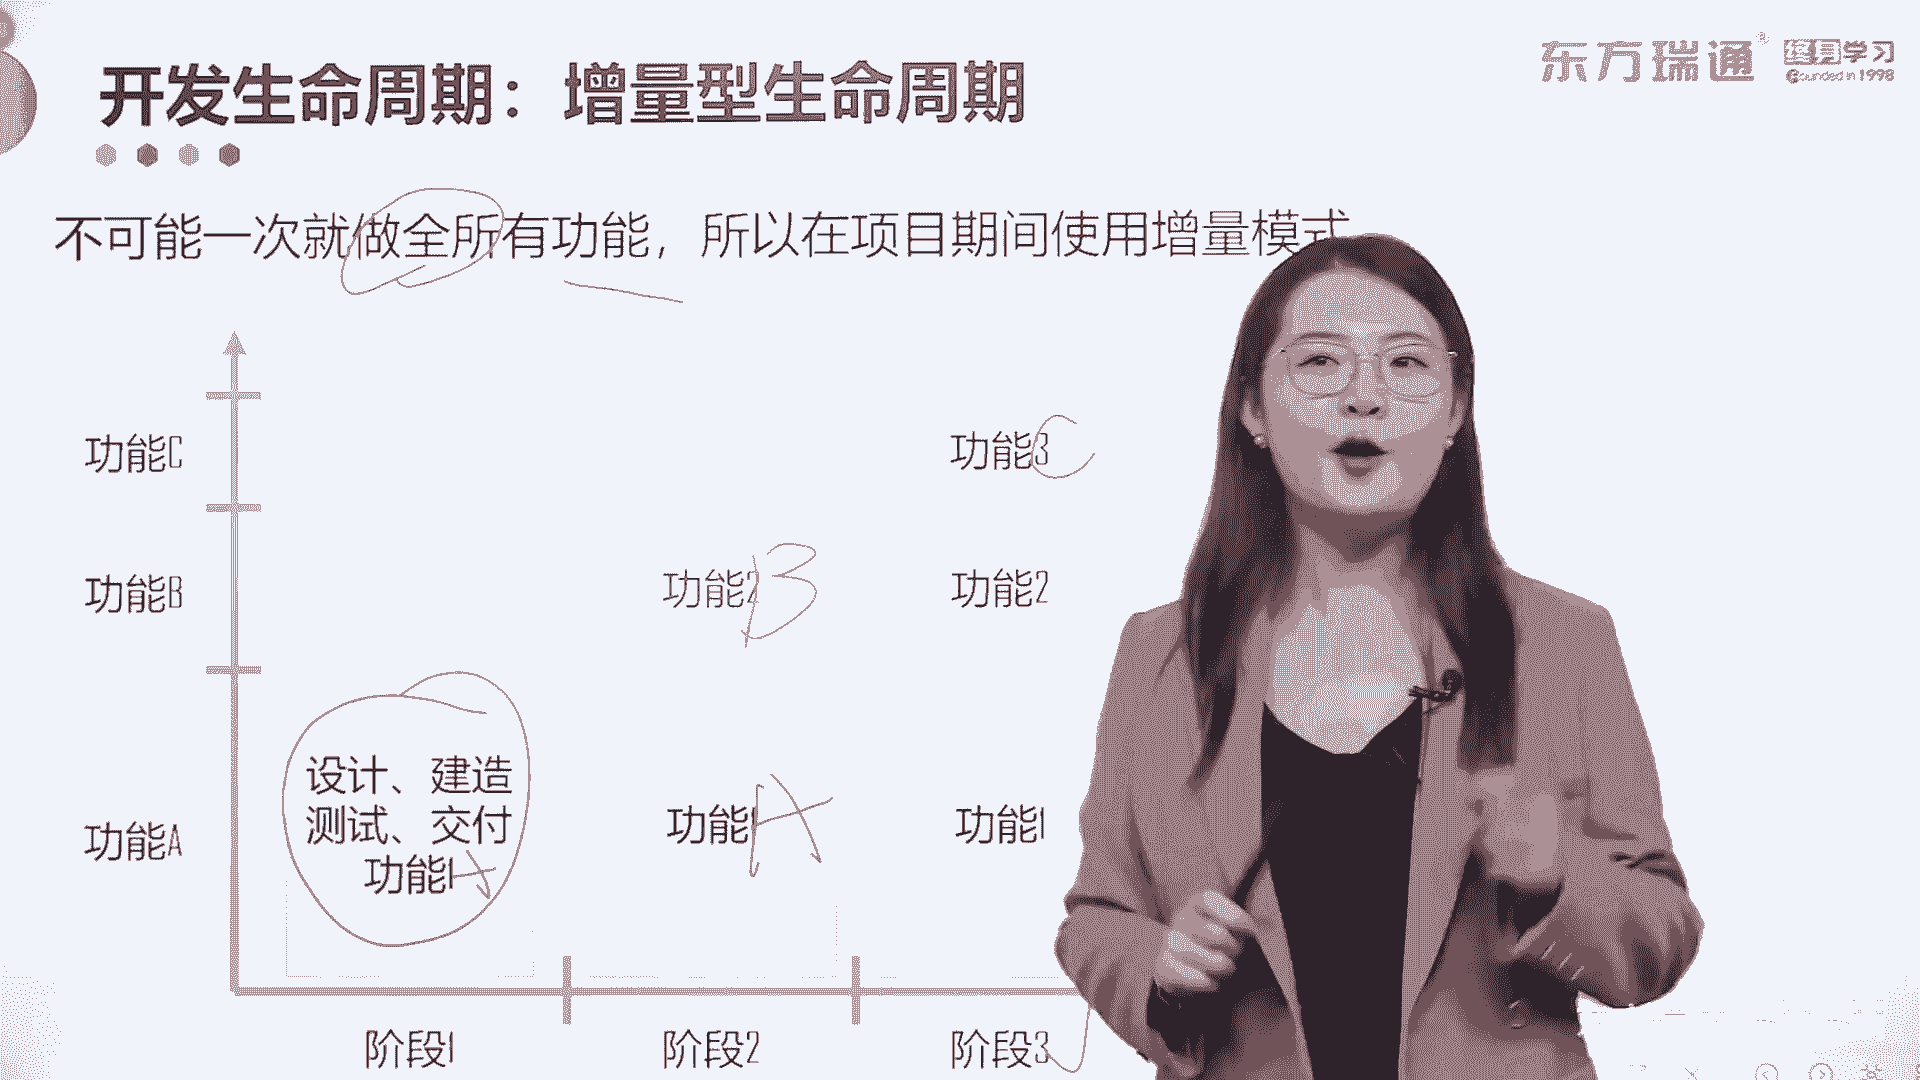 东方瑞通®
终身学习
Founded in 1998
开发生命周期：增量型生命周期
不可能一次就做全所有功能，所以在项目期间使用增量模式
功能C
功能3 C
功能B
功能2 B
功能2
功能A
设计、建造
测试、交付
功能1 A
功能1 A
功能1
阶段1
阶段2
阶段3